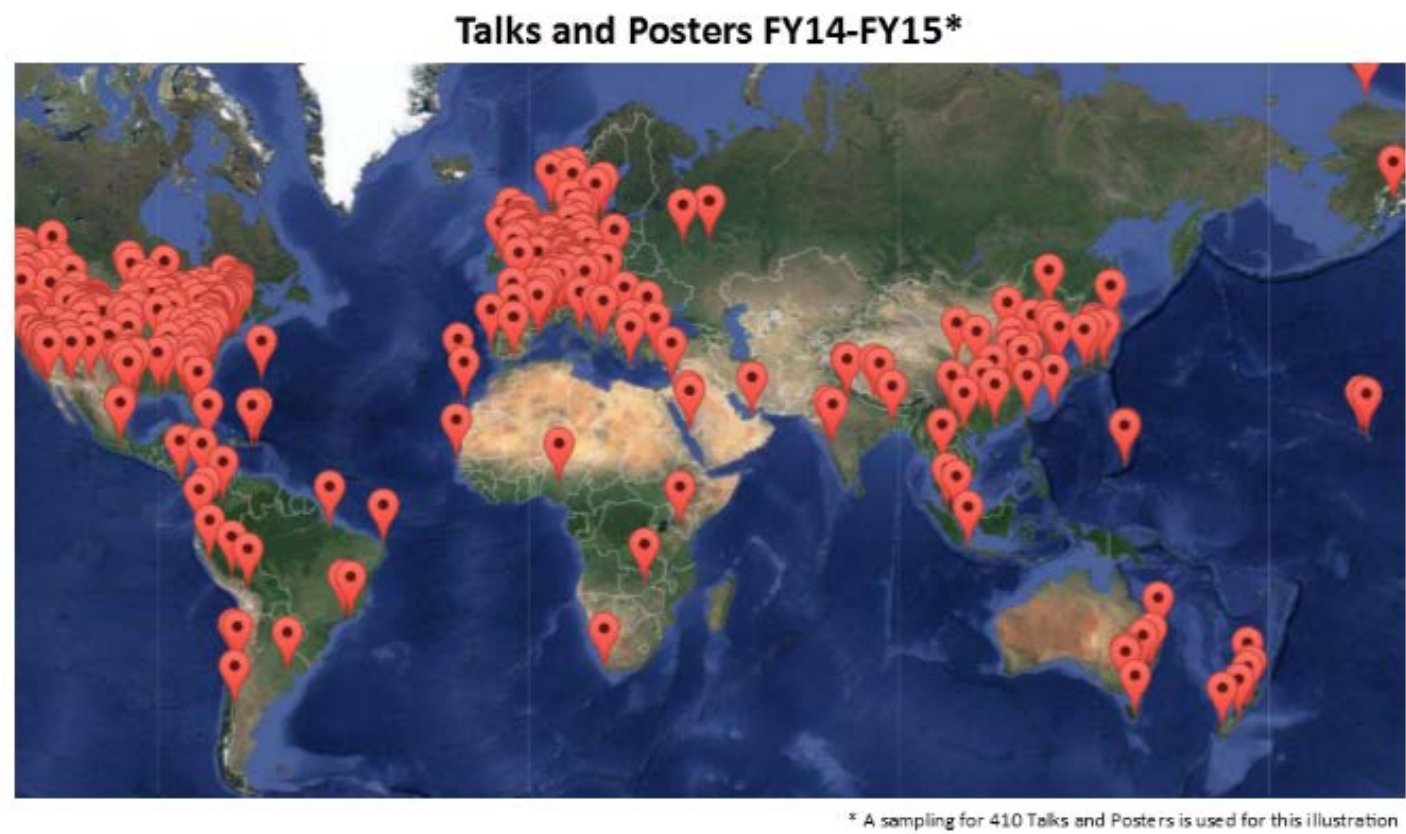 Talks and Posters FY14-FY15*
* A sampling for 410 Talks and Posters is used for this illustration